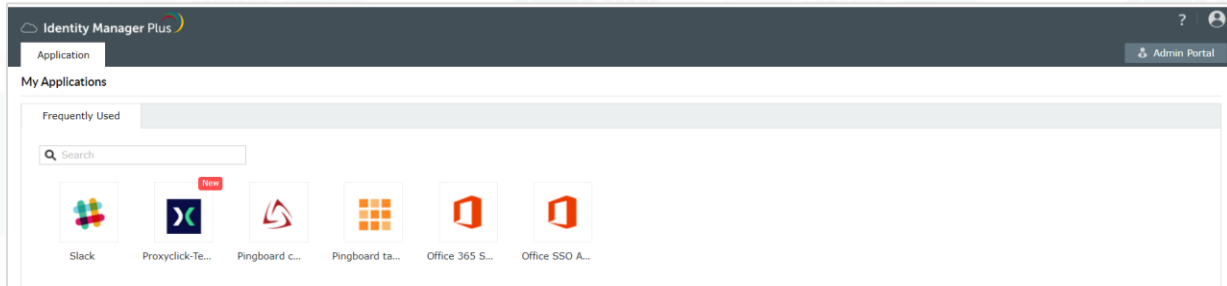 Identity Manager Plus
?
Application
Admin Portal
My Applications
Frequently Used
Search
New
Slack
Proxyclick-Te...
Pingboard c...
Pingboard ta...
Office 365 S...
Office SSO A...